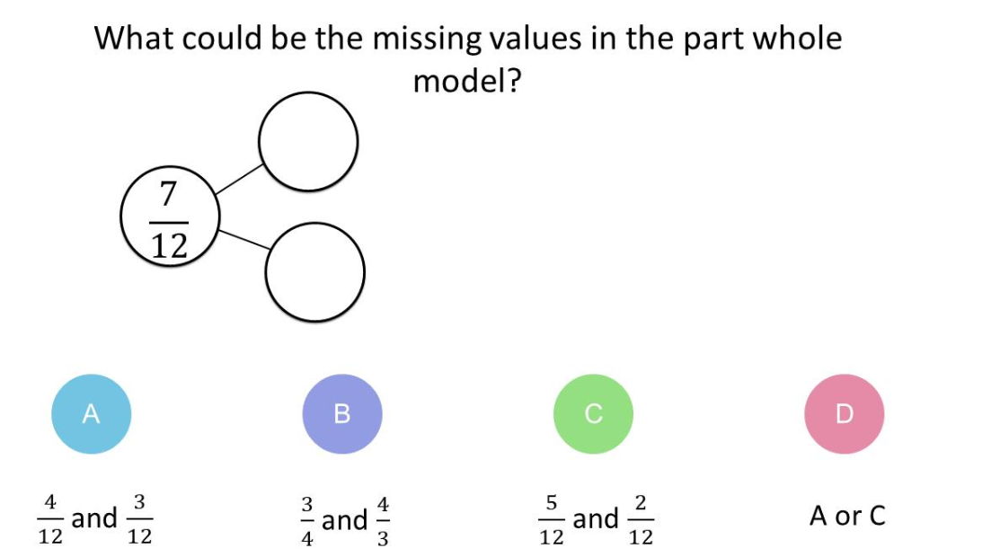 What could be the missing values in the part whole
model?
7
12
A
B
C
D
4/12 and 3/12
3/4 and 4/3
5/12 and 2/12
A or C